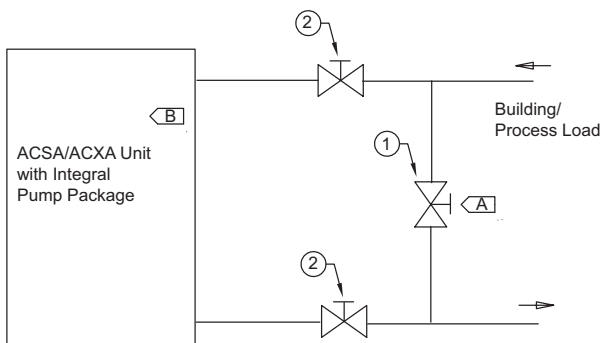 2
B
Building/
Process Load
1
ACSA/ACXA Unit
with Integral
Pump Package
A
2